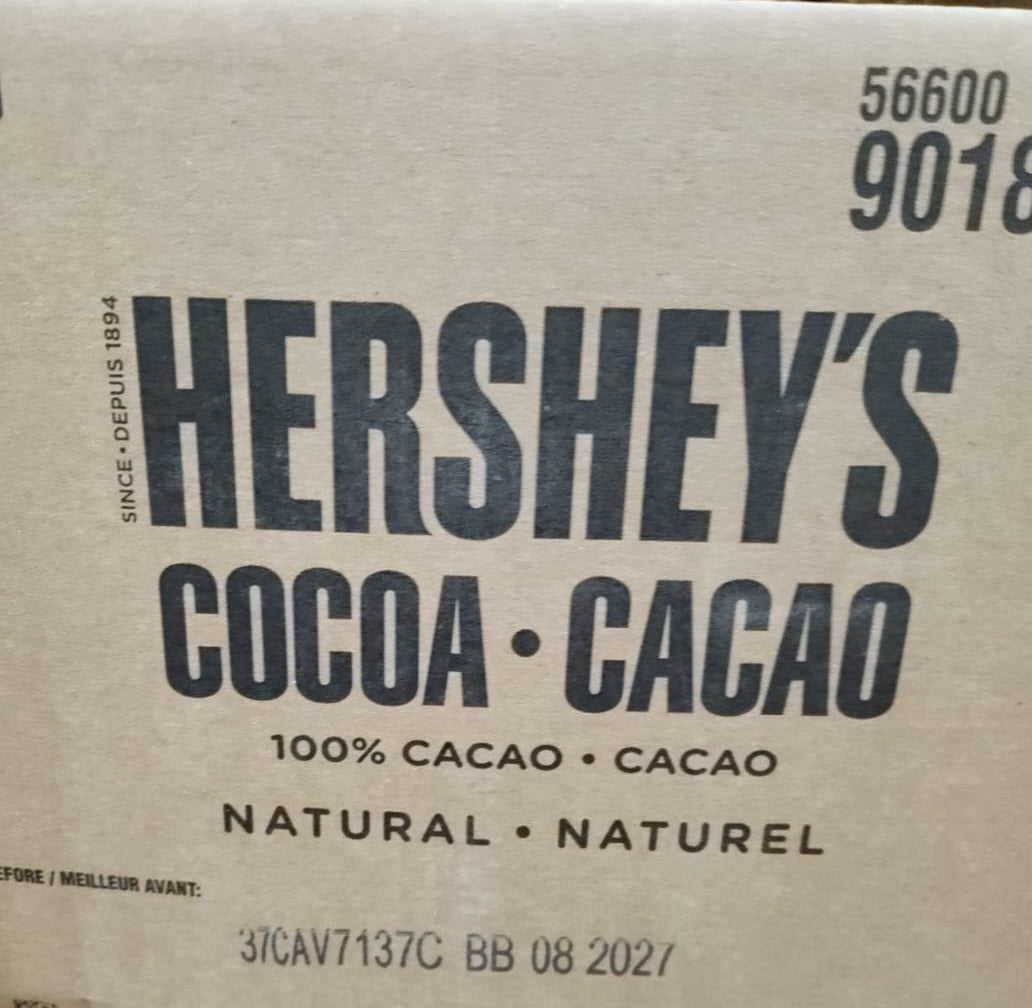 56600
9018
SINCE • DEPUIS 1894
HERSHEY'S
COCOA • CACAO
100% CACAO • CACAO
NATURAL • NATUREL
EFORE / MEILLEUR AVANT:
37CAV7137C BB 08 2027